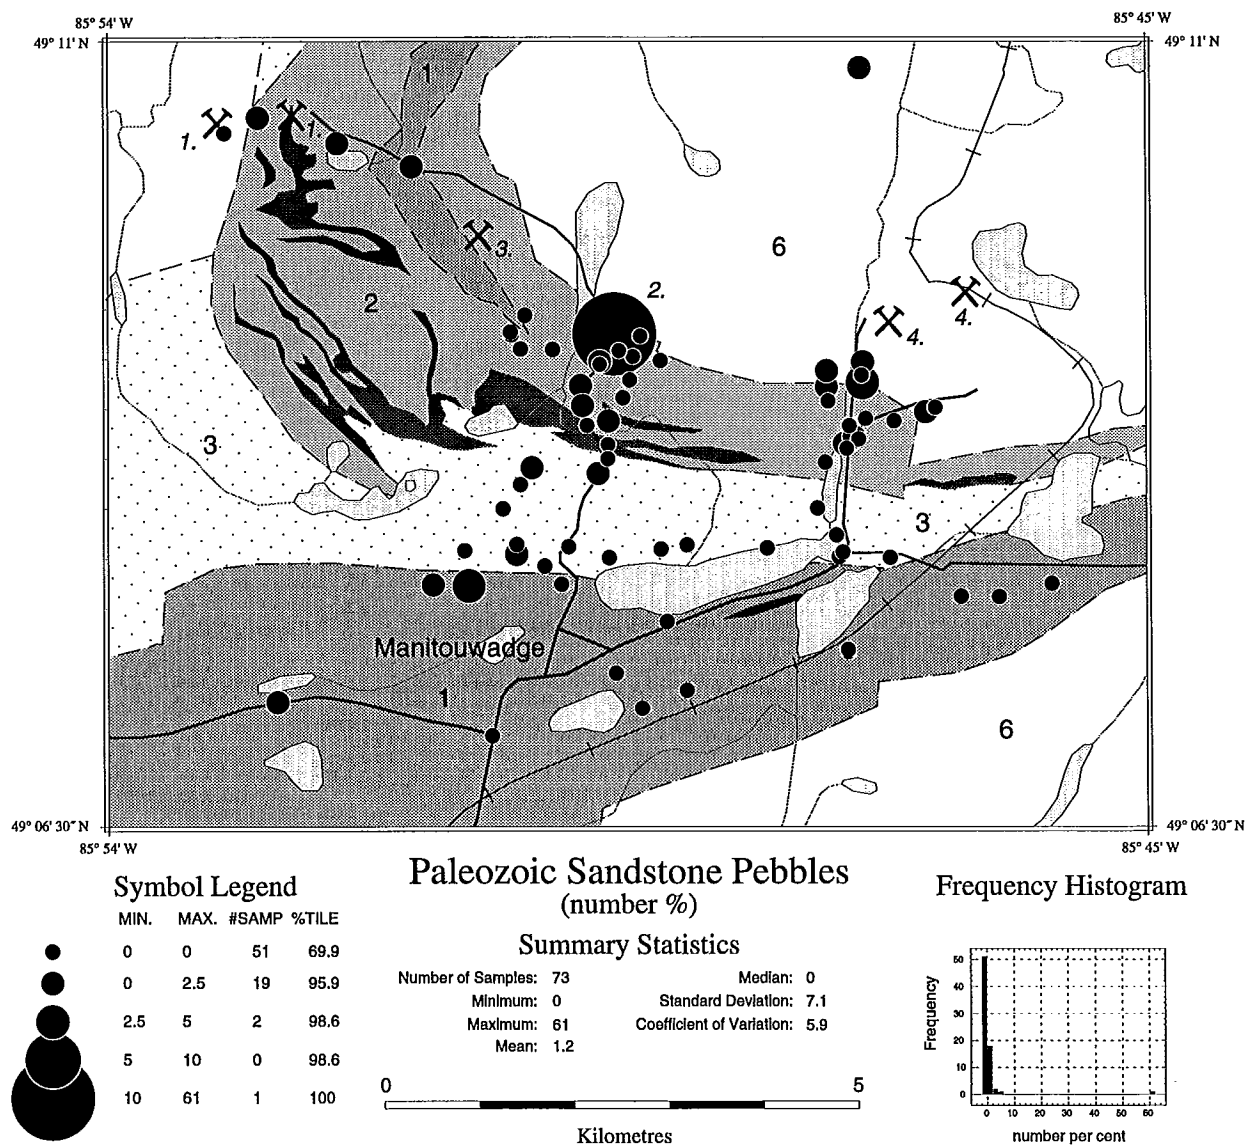 85° 54' W
85° 45' W
49° 11' N
49° 11' N
1
1.
1.
3.
6
2.
2
4.
4.
3
3
Manitouwadge
1
6
49° 06' 30" N
49° 06' 30" N
85° 54' W
85° 45' W
Paleozoic Sandstone Pebbles
(number %)
Symbol Legend
MIN. MAX. #SAMP %TILE
0 0 51 69.9
0 2.5 19 95.9
2.5 5 2 98.6
5 10 0 98.6
10 61 1 100
Summary Statistics
Number of Samples: 73
Minimum: 0
Maximum: 61
Mean: 1.2
Median: 0
Standard Deviation: 7.1
Coefficient of Variation: 5.9
0 5
Kilometres
Frequency Histogram
Frequency
50
40
30
20
10
0
0 10 20 30 40 50 60
number per cent